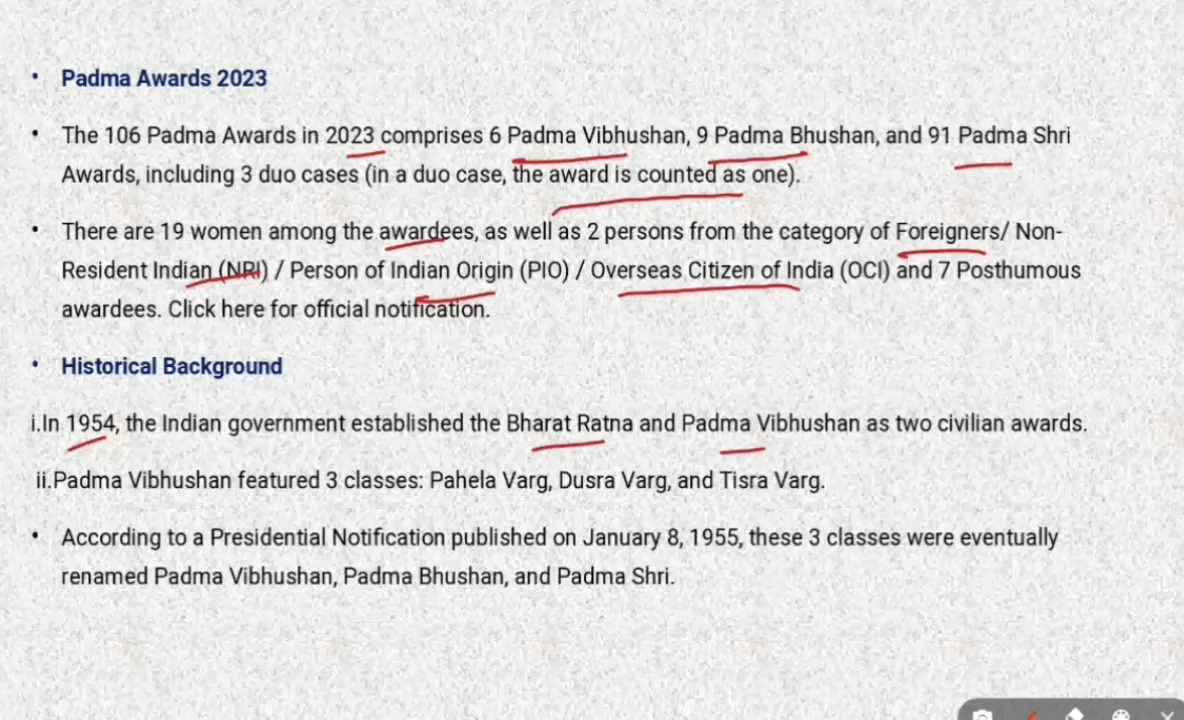 • Padma Awards 2023
• The 106 Padma Awards in 2023 comprises 6 Padma Vibhushan, 9 Padma Bhushan, and 91 Padma Shri
Awards, including 3 duo cases (in a duo case, the award is counted as one).
• There are 19 women among the awardees, as well as 2 persons from the category of Foreigners/ Non-
Resident Indian (NRI) / Person of Indian Origin (PIO) / Overseas Citizen of India (OCI) and 7 Posthumous
awardees. Click here for official notification.
• Historical Background
i.In 1954, the Indian government established the Bharat Ratna and Padma Vibhushan as two civilian awards.
ii.Padma Vibhushan featured 3 classes: Pahela Varg, Dusra Varg, and Tisra Varg.
• According to a Presidential Notification published on January 8, 1955, these 3 classes were eventually
renamed Padma Vibhushan, Padma Bhushan, and Padma Shri.